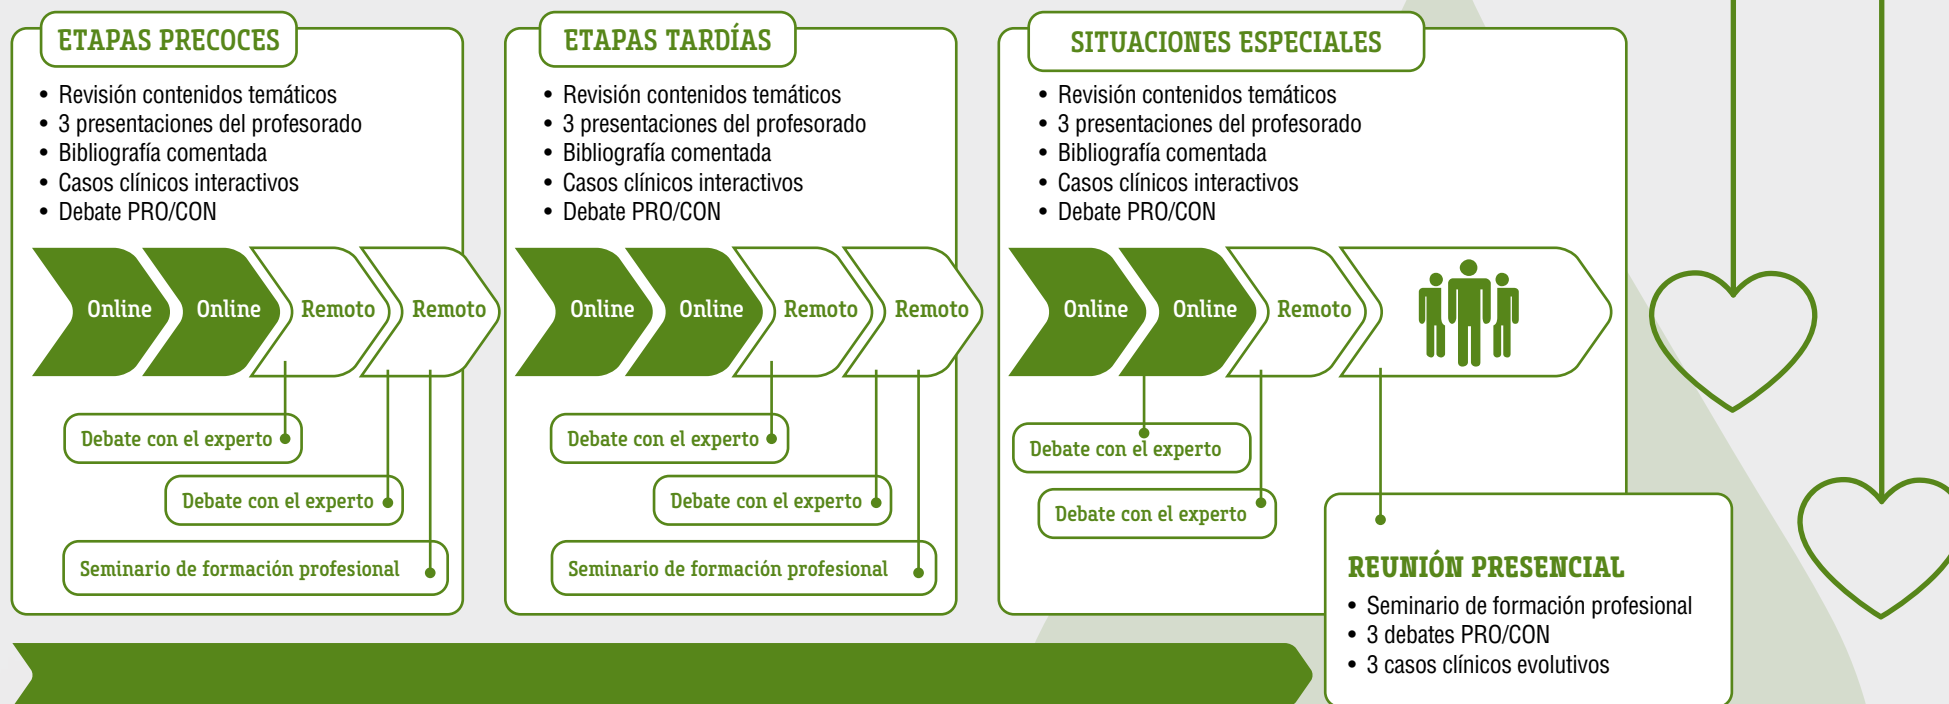 ETAPAS PRECOCES
• Revisión contenidos temáticos
• 3 presentaciones del profesorado
• Bibliografía comentada
• Casos clínicos interactivos
• Debate PRO/CON
Online
Online
Remoto
Remoto
Debate con el experto
Debate con el experto
Seminario de formación profesional
ETAPAS TARDÍAS
• Revisión contenidos temáticos
• 3 presentaciones del profesorado
• Bibliografía comentada
• Casos clínicos interactivos
• Debate PRO/CON
Online
Online
Remoto
Remoto
Debate con el experto
Debate con el experto
Seminario de formación profesional
SITUACIONES ESPECIALES
• Revisión contenidos temáticos
• 3 presentaciones del profesorado
• Bibliografía comentada
• Casos clínicos interactivos
• Debate PRO/CON
Online
Online
Remoto
Debate con el experto
Debate con el experto
REUNIÓN PRESENCIAL
• Seminario de formación profesional
• 3 debates PRO/CON
• 3 casos clínicos evolutivos